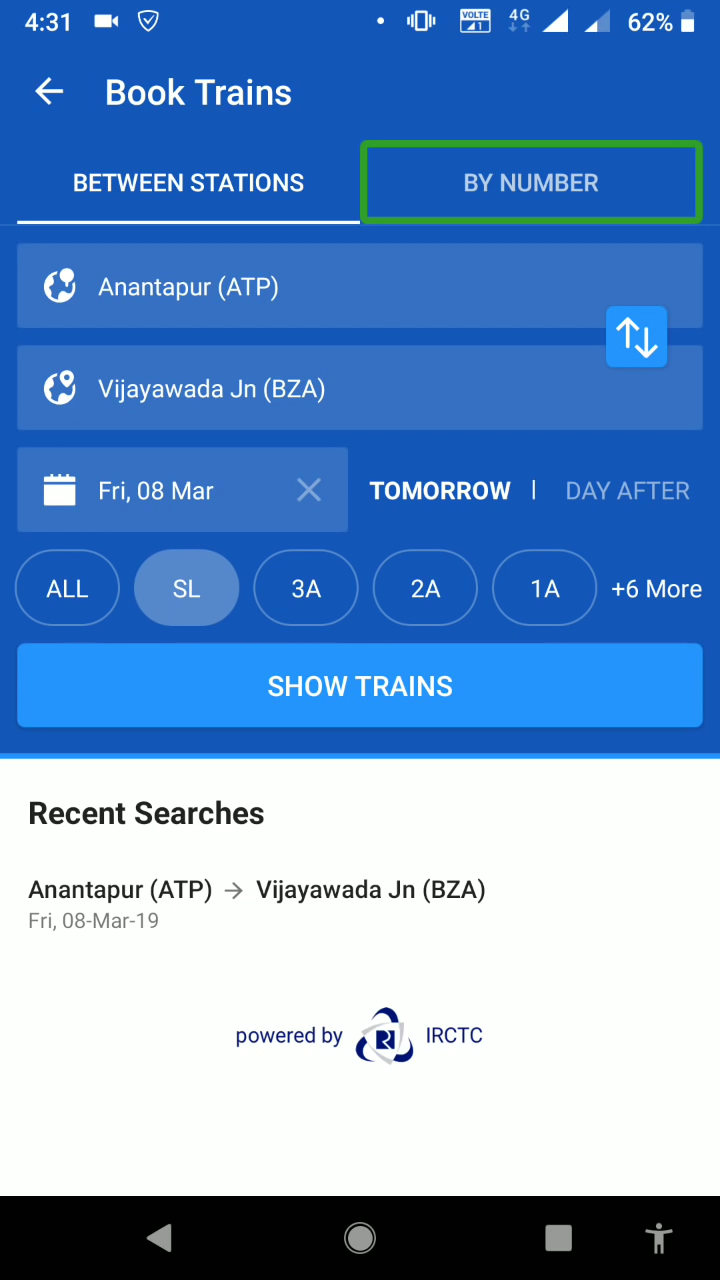 4:31 VOLTE 1 4G 62%
Book Trains
BETWEEN STATIONS BY NUMBER
Anantapur (ATP)
Vijayawada Jn (BZA)
Fri, 08 Mar TOMORROW | DAY AFTER
ALL SL 3A 2A 1A +6 More
SHOW TRAINS
Recent Searches
Anantapur (ATP) → Vijayawada Jn (BZA)
Fri, 08-Mar-19
powered by IRCTC